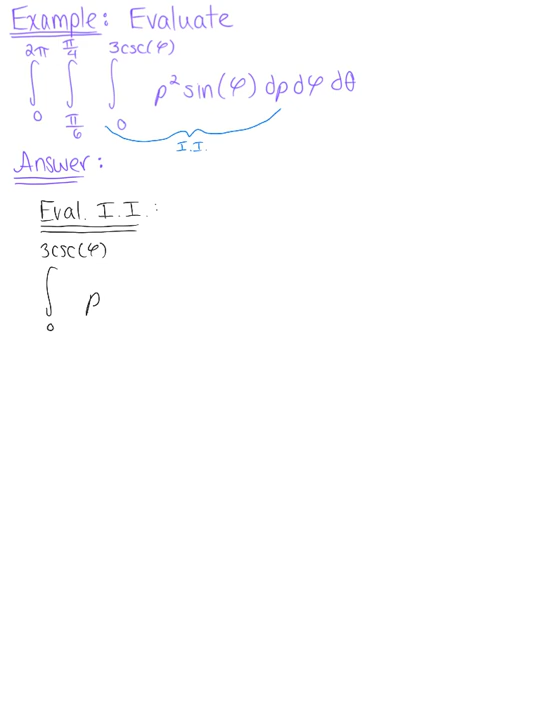 Example: Evaluate
∫₀^{2π} ∫_{π/6}^{π/4} ∫₀^{3csc(φ)} ρ² sin(φ) dρ dφ dθ
I.I.
Answer:
Eval. I.I.:
∫₀^{3csc(φ)} ρ